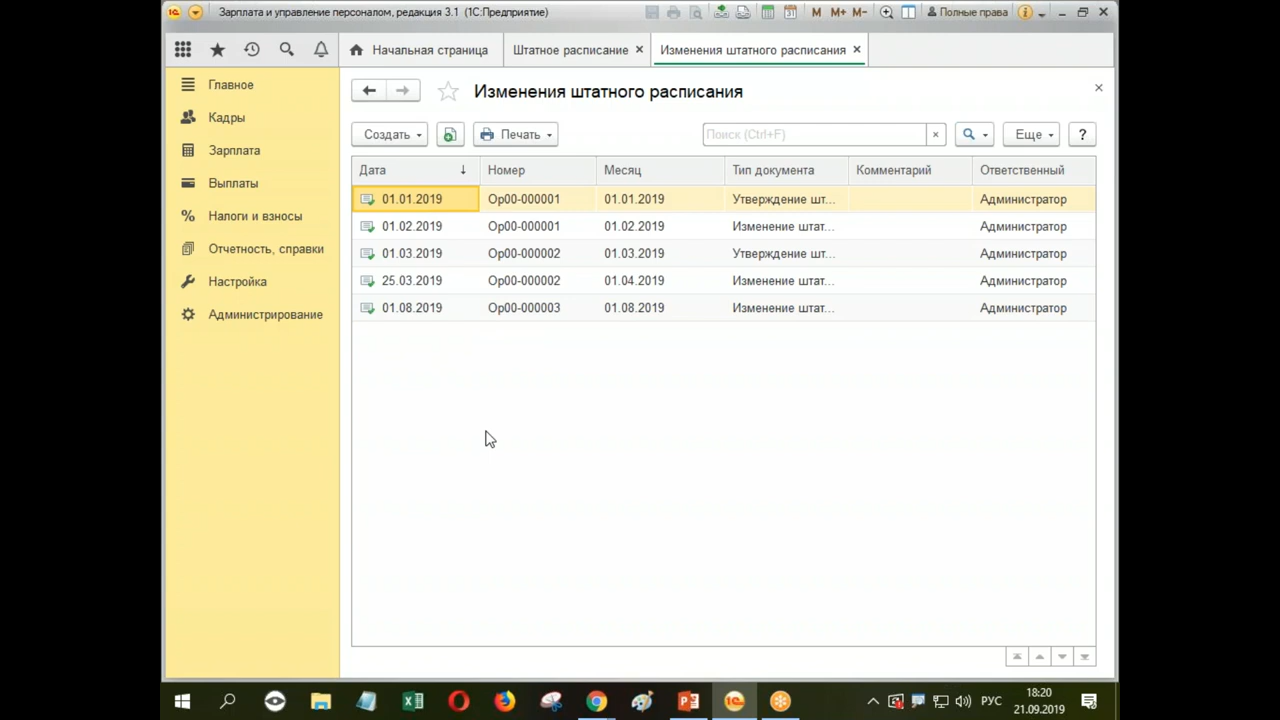 Зарплата и управление персоналом, редакция 3.1 (1С:Предприятие)
M M+ M- Полные права
Начальная страница Штатное расписание Изменения штатного расписания
Главное
Кадры
Зарплата
Выплаты
Налоги и взносы
Отчетность, справки
Настройка
Администрирование
Изменения штатного расписания
Создать Печать Поиск (Ctrl+F) Еще ?
Дата Номер Месяц Тип документа Комментарий Ответственный
01.01.2019 Ор00-000001 01.01.2019 Утверждение шт... Администратор
01.02.2019 Ор00-000001 01.02.2019 Изменение штат... Администратор
01.03.2019 Ор00-000002 01.03.2019 Утверждение шт... Администратор
25.03.2019 Ор00-000002 01.04.2019 Изменение штат... Администратор
01.08.2019 Ор00-000003 01.08.2019 Изменение штат... Администратор
РУС
18:20
21.09.2019